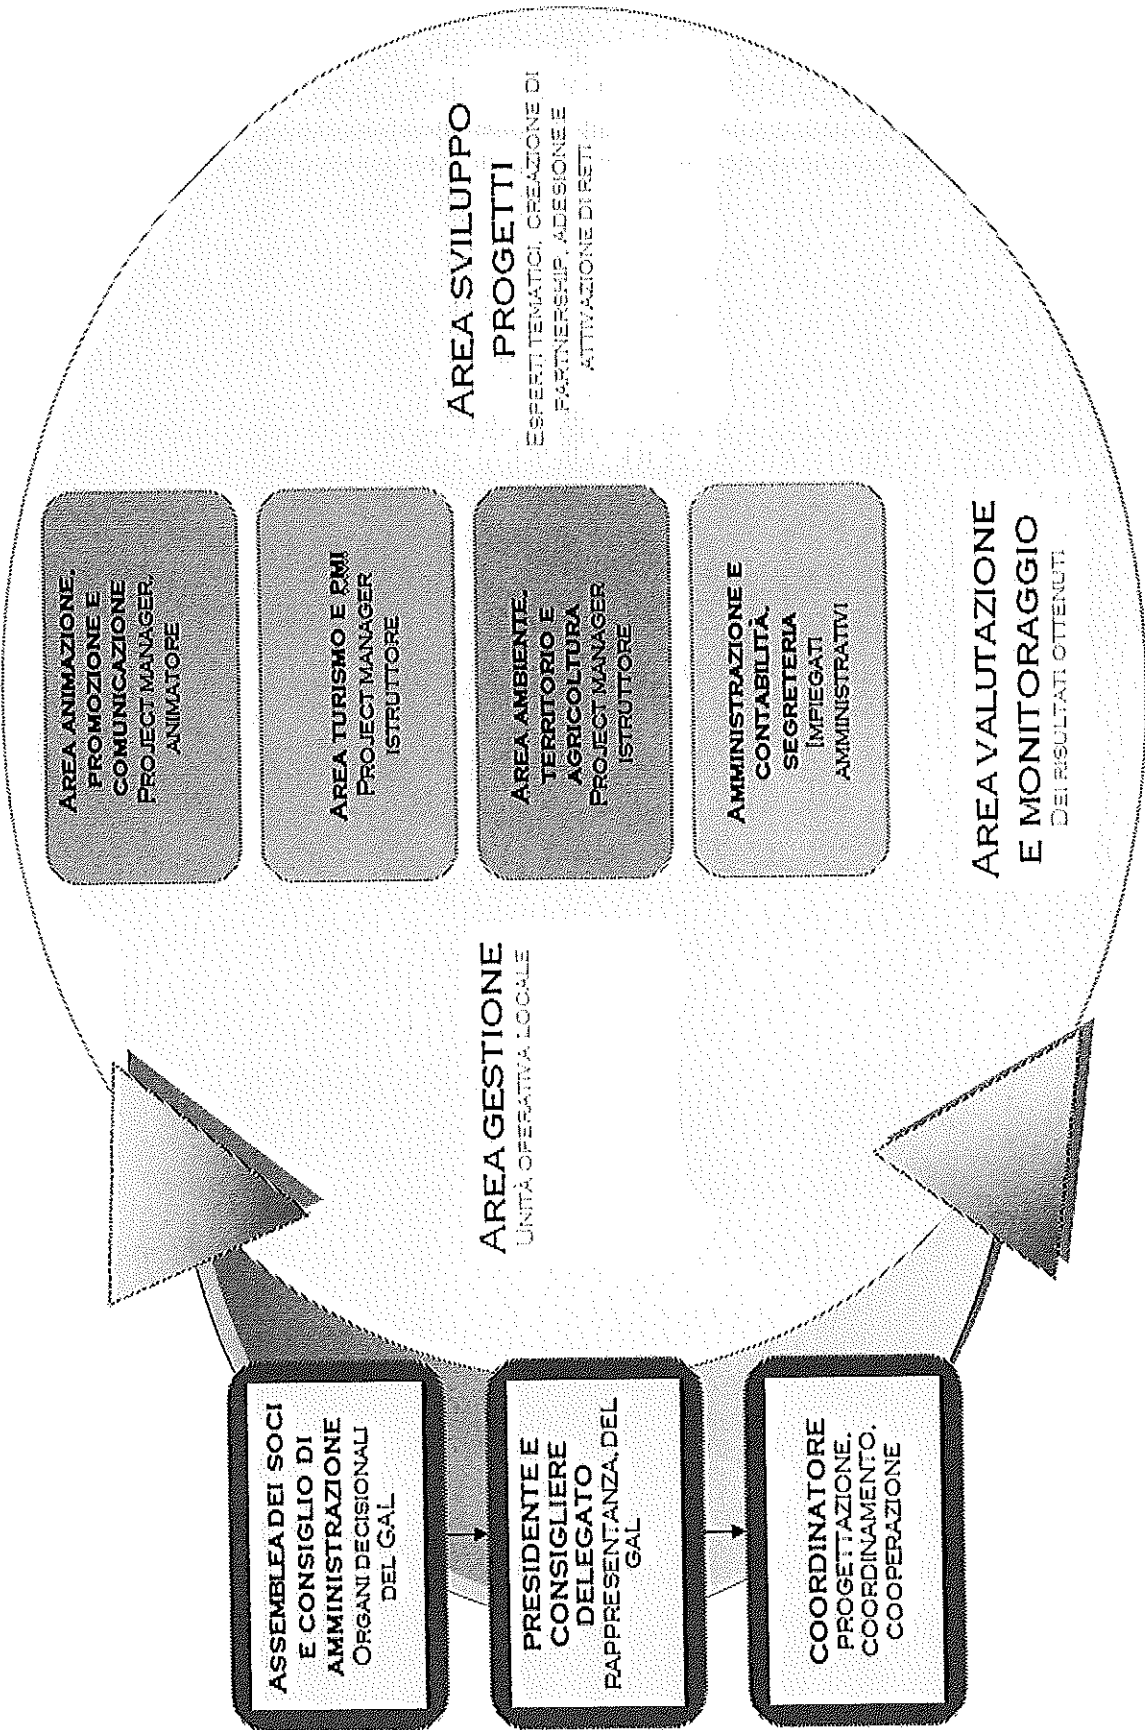 ASSEMBLEA DEI SOCI
E CONSIGLIO DI
AMMINISTRAZIONE
ORGANI DECISIONALI
DEL GAL
PRESIDENTE E
CONSIGLIERE
DELEGATO
RAPPRESENTANZA DEL
GAL
COORDINATORE
PROGETTAZIONE,
COORDINAMENTO,
COOPERAZIONE
AREA GESTIONE
UNITÀ OPERATIVA LOCALE
AREA ANIMAZIONE,
PROMOZIONE E
COMUNICAZIONE
PROJECT MANAGER,
ANIMATORE
AREA TURISMO E PMI
PROJECT MANAGER
ISTRUTTORE
AREA AMBIENTE,
TERRITORIO E
AGRICOLTURA
PROJECT MANAGER
ISTRUTTORE
AMMINISTRAZIONE E
CONTABILITÀ,
SEGRETERIA
IMPIEGATI
AMMINISTRATIVI
AREA SVILUPPO
PROGETTI
ESPERTI TEMATICI, CREAZIONE DI
PARTNERSHIP, ADESIONE E
ATTIVAZIONE DI RETI
AREA VALUTAZIONE
E MONITORAGGIO
DEI RISULTATI OTTENUTI